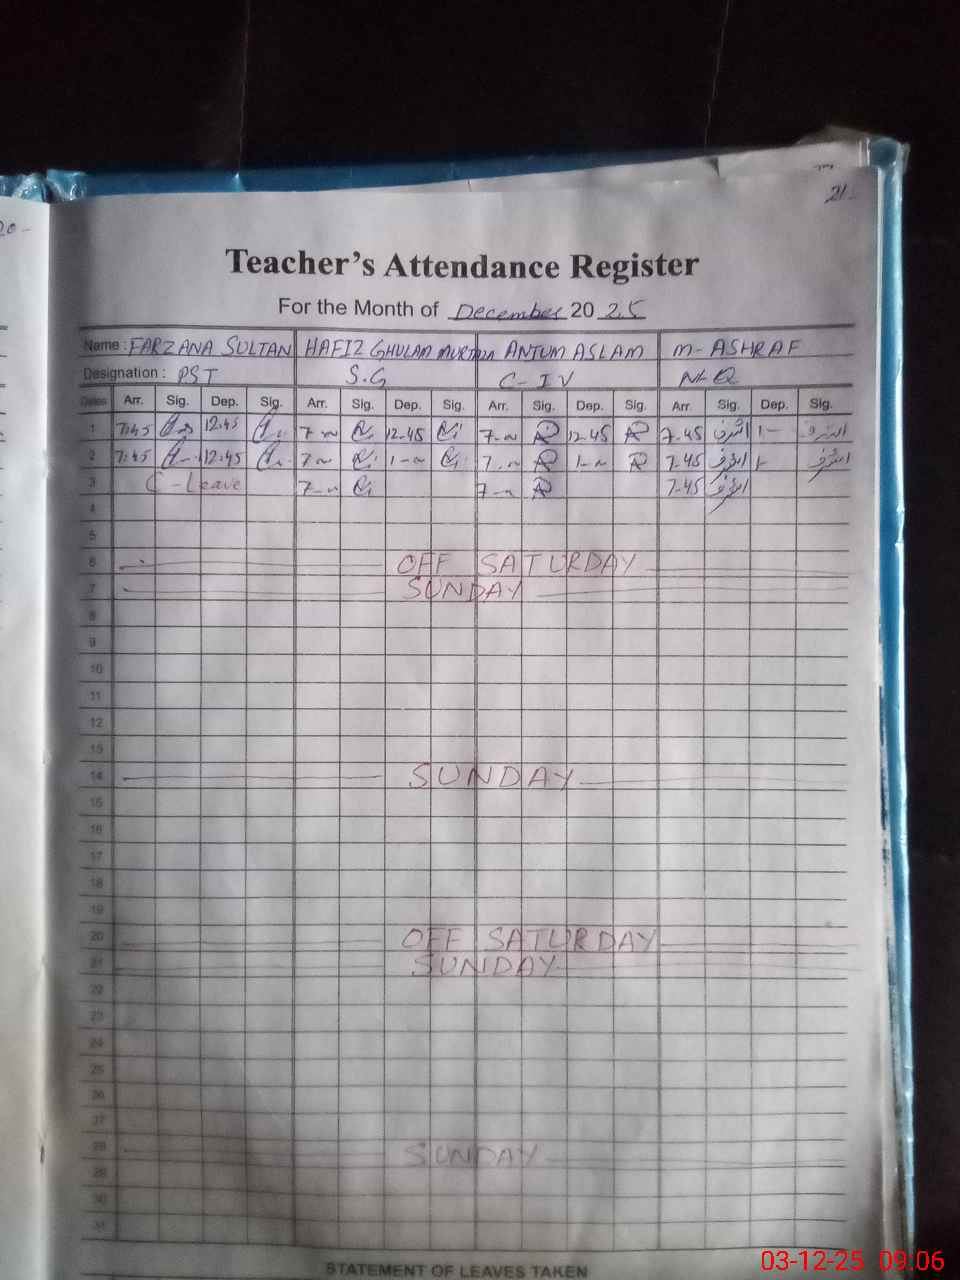 20-
21-
Teacher's Attendance Register
For the Month of December 20 25
Name : FARZANA SULTAN HAFIZ GHULAM MURTAZA ANJUM ASLAM M- ASHRAF
Designation : PST S.G C-IV N-Q
Dates Arr. Sig. Dep. Sig. Arr. Sig. Dep. Sig. Arr. Sig. Dep. Sig. Arr. Sig. Dep. Sig.
1 7:45 12.45 7-~ 12.45 7-~ 12.45 7.45 اشرف 1- اشرف
2 7:45 12.45 7-~ 1-~ 7.~ 1-~ 7.45 اشرف 1- اشرف
3 C-Leave 7-~ 7-~ 7.45 اشرف
4
5
6 OFF SATURDAY
7 SUNDAY
8
9
10
11
12
13
14 SUNDAY
15
16
17
18
19
20 OFF SATURDAY
21 SUNDAY
22
23
24
25
26
27
28 SUNDAY
29
30
31
STATEMENT OF LEAVES TAKEN
03-12-25 09:06